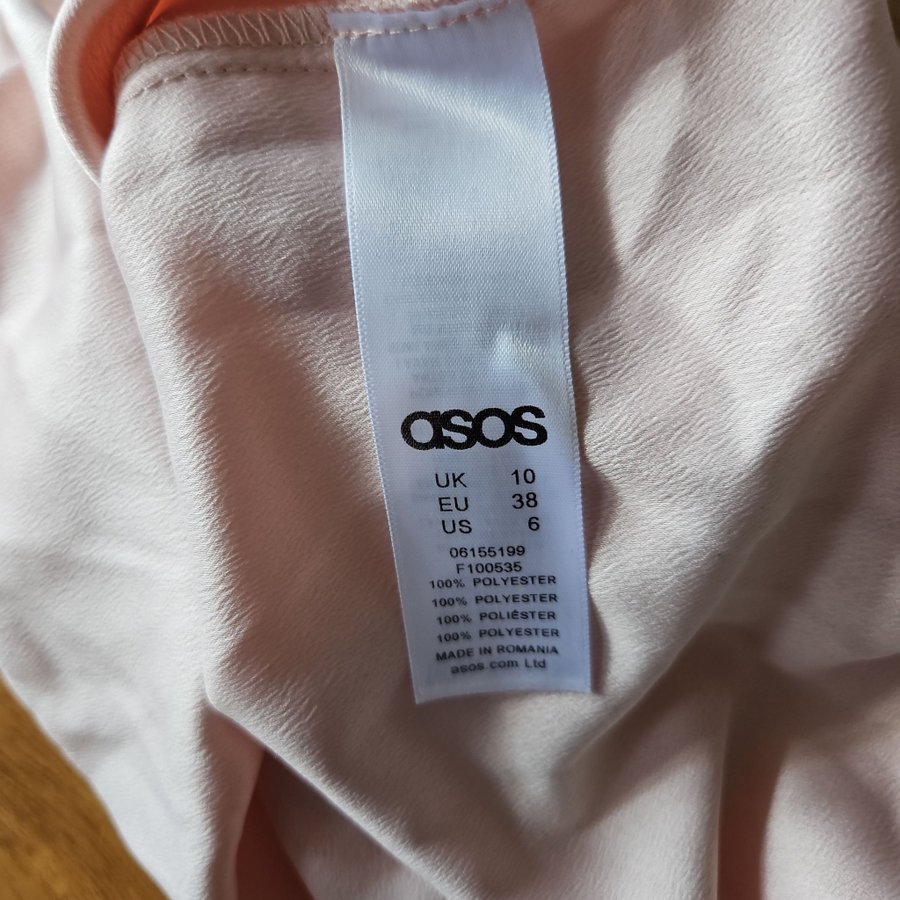 asos
UK 10
EU 38
US 6
06155199
F100535
100% POLYESTER
100% POLYESTER
100% POLIÉSTER
100% POLYESTER
MADE IN ROMANIA
asos.com Ltd